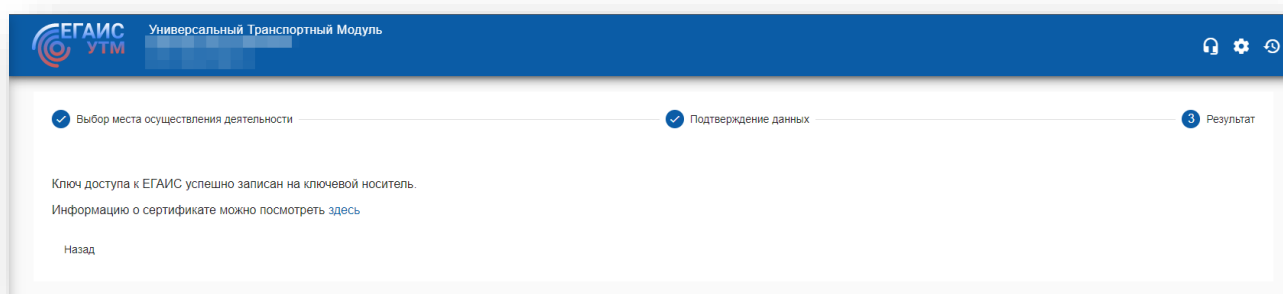 ЕГАИС
УТМ
Универсальный Транспортный Модуль
Выбор места осуществления деятельности
Подтверждение данных
3 Результат
Ключ доступа к ЕГАИС успешно записан на ключевой носитель.
Информацию о сертификате можно посмотреть здесь
Назад